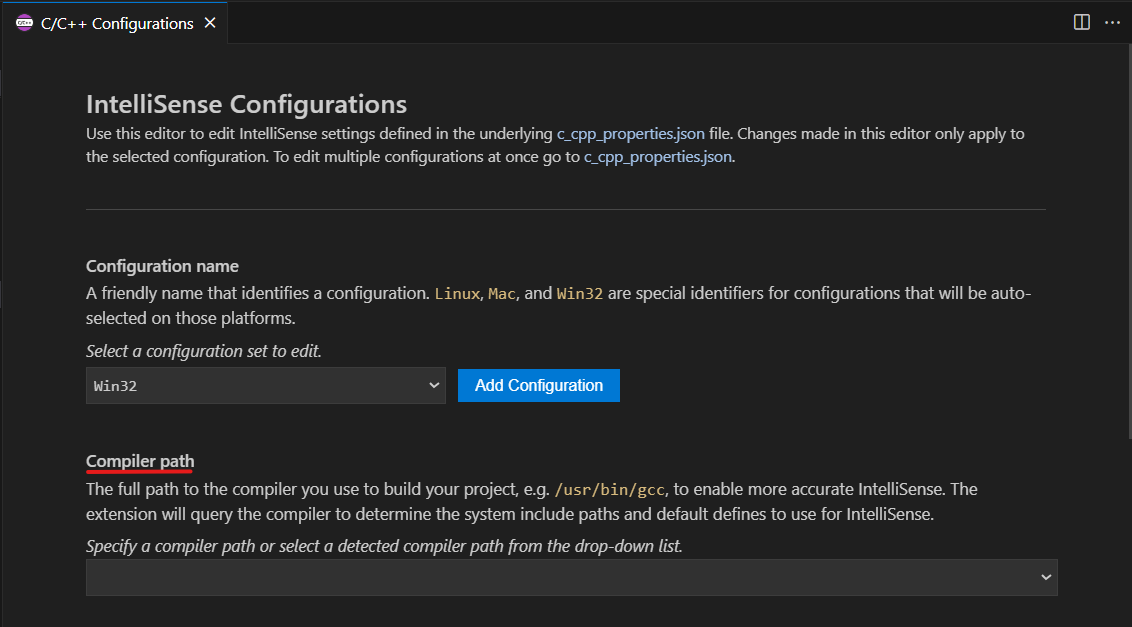 C/C++ Configurations
IntelliSense Configurations
Use this editor to edit IntelliSense settings defined in the underlying c_cpp_properties.json file. Changes made in this editor only apply to
the selected configuration. To edit multiple configurations at once go to c_cpp_properties.json.
Configuration name
A friendly name that identifies a configuration. Linux, Mac, and Win32 are special identifiers for configurations that will be auto-
selected on those platforms.
Select a configuration set to edit.
Win32 Add Configuration
Compiler path
The full path to the compiler you use to build your project, e.g. /usr/bin/gcc, to enable more accurate IntelliSense. The
extension will query the compiler to determine the system include paths and default defines to use for IntelliSense.
Specify a compiler path or select a detected compiler path from the drop-down list.